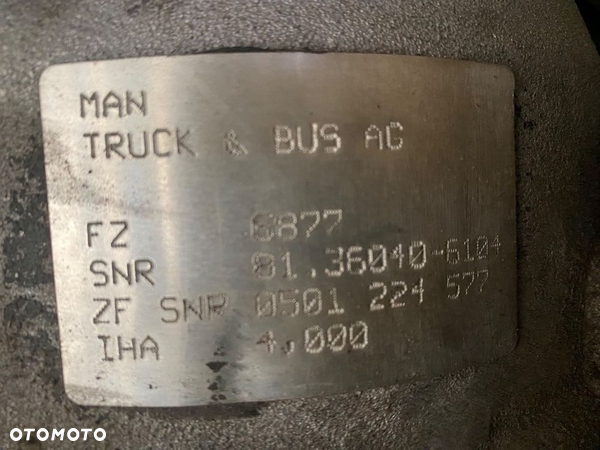 MAN
TRUCK & BUS AG
FZ 6877
SNR 81.36040-6104
ZF SNR 0501 224 577
IHA 4,000
OTOMOTO